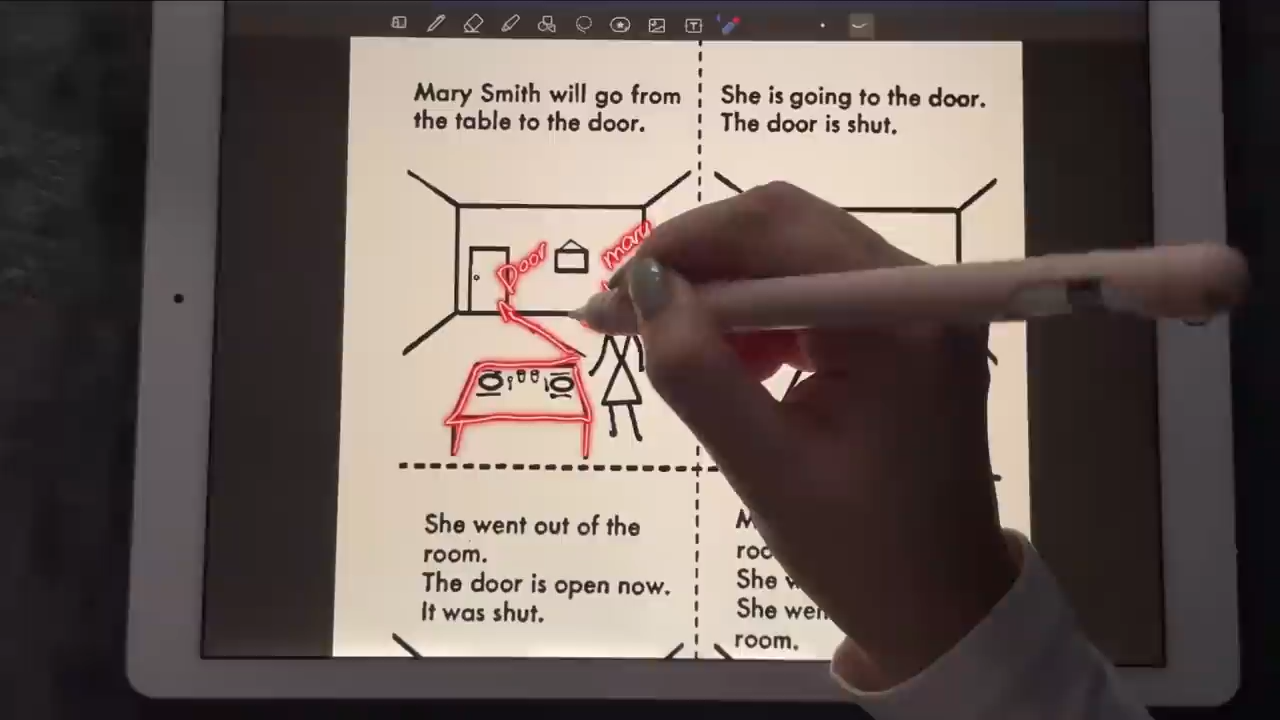 Mary Smith will go from
the table to the door.
She is going to the door.
The door is shut.
Door
mary
She went out of the
room.
The door is open now.
It was shut.
She
She went
room.